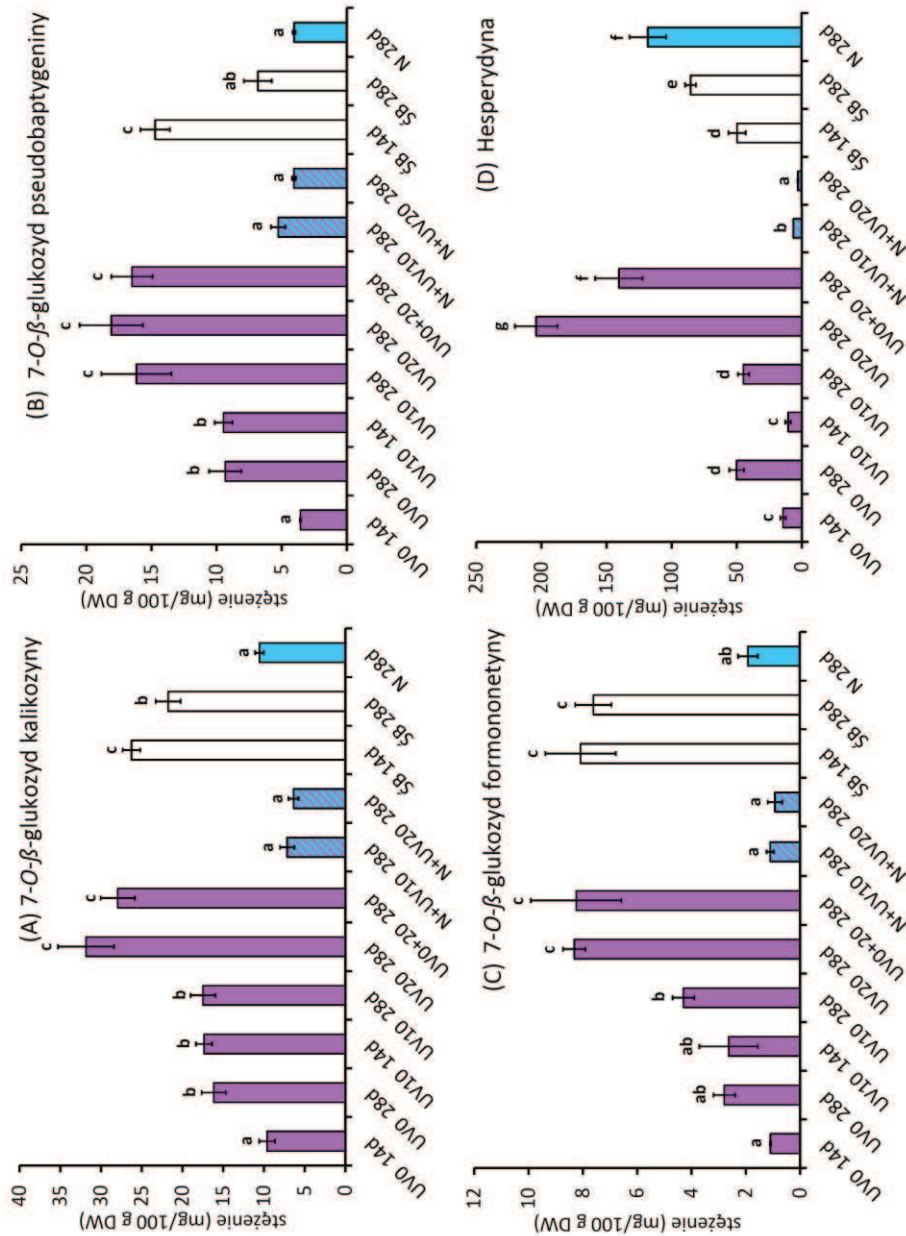 (A) 7-O-β-glukozyd kalikozyny
stężenie (mg/100 g DW)
40
35
30
25
20
15
10
5
0
a b b b c c a a c b a
UV0 14d
UV0 28d
UV10 14d
UV10 28d
UV20 28d
UV0+20 28d
N+UV10 28d
N+UV20 28d
ŚB 14d
ŚB 28d
N 28d
(B) 7-O-β-glukozyd pseudobaptygeniny
stężenie (mg/100 g DW)
25
20
15
10
5
0
a b b c c c a a c ab a
UV0 14d
UV0 28d
UV10 14d
UV10 28d
UV20 28d
UV0+20 28d
N+UV10 28d
N+UV20 28d
ŚB 14d
ŚB 28d
N 28d
(C) 7-O-β-glukozyd formononetyny
stężenie (mg/100 g DW)
12
10
8
6
4
2
0
a ab ab b c c a a c c ab
UV0 14d
UV0 28d
UV10 14d
UV10 28d
UV20 28d
UV0+20 28d
N+UV10 28d
N+UV20 28d
ŚB 14d
ŚB 28d
N 28d
(D) Hesperydyna
stężenie (mg/100 g DW)
250
200
150
100
50
0
c d c d g f b a d e f
UV0 14d
UV0 28d
UV10 14d
UV10 28d
UV20 28d
UV0+20 28d
N+UV10 28d
N+UV20 28d
ŚB 14d
ŚB 28d
N 28d